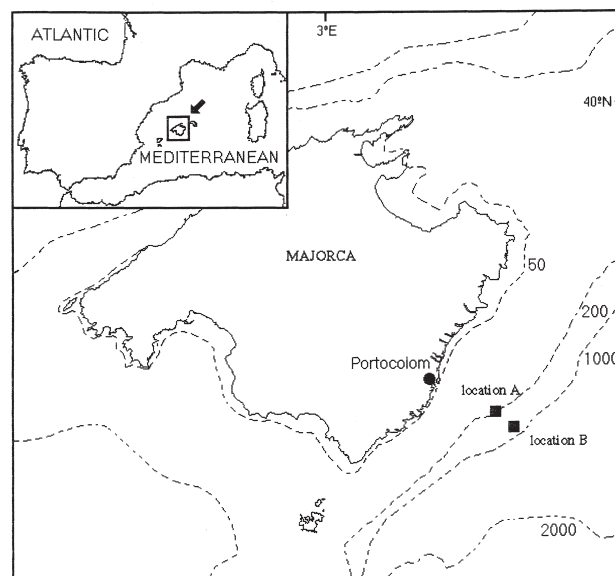 ATLANTIC
MEDITERRANEAN
3°E
40ºN
MAJORCA
50
200
Portocolom
1000
location A
location B
2000